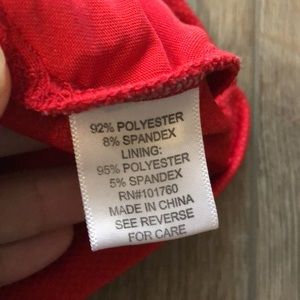 92% POLYESTER
8% SPANDEX
LINING:
95% POLYESTER
5% SPANDEX
RN#101760
MADE IN CHINA
SEE REVERSE
FOR CARE